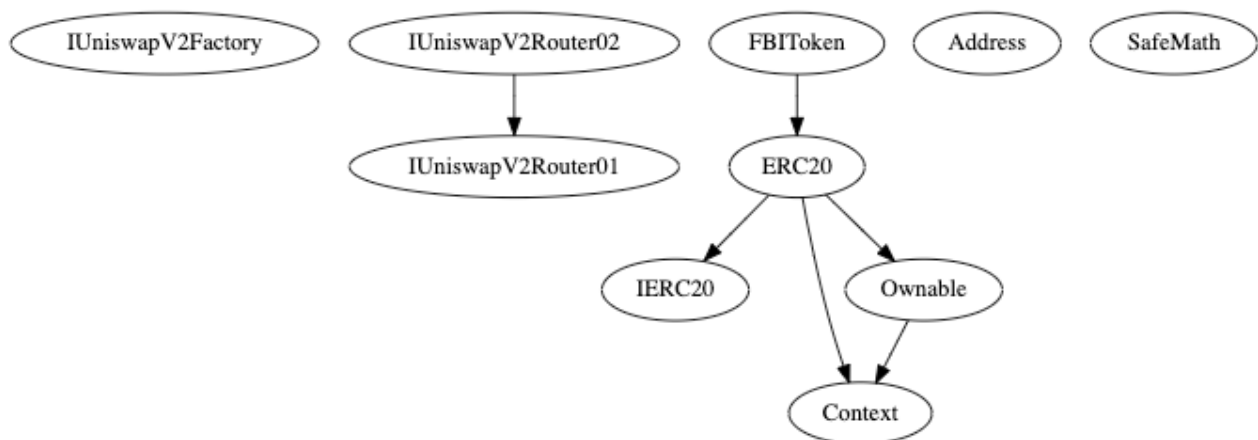 IUniswapV2Factory
IUniswapV2Router02
FBIToken
Address
SafeMath
IUniswapV2Router01
ERC20
IERC20
Ownable
Context